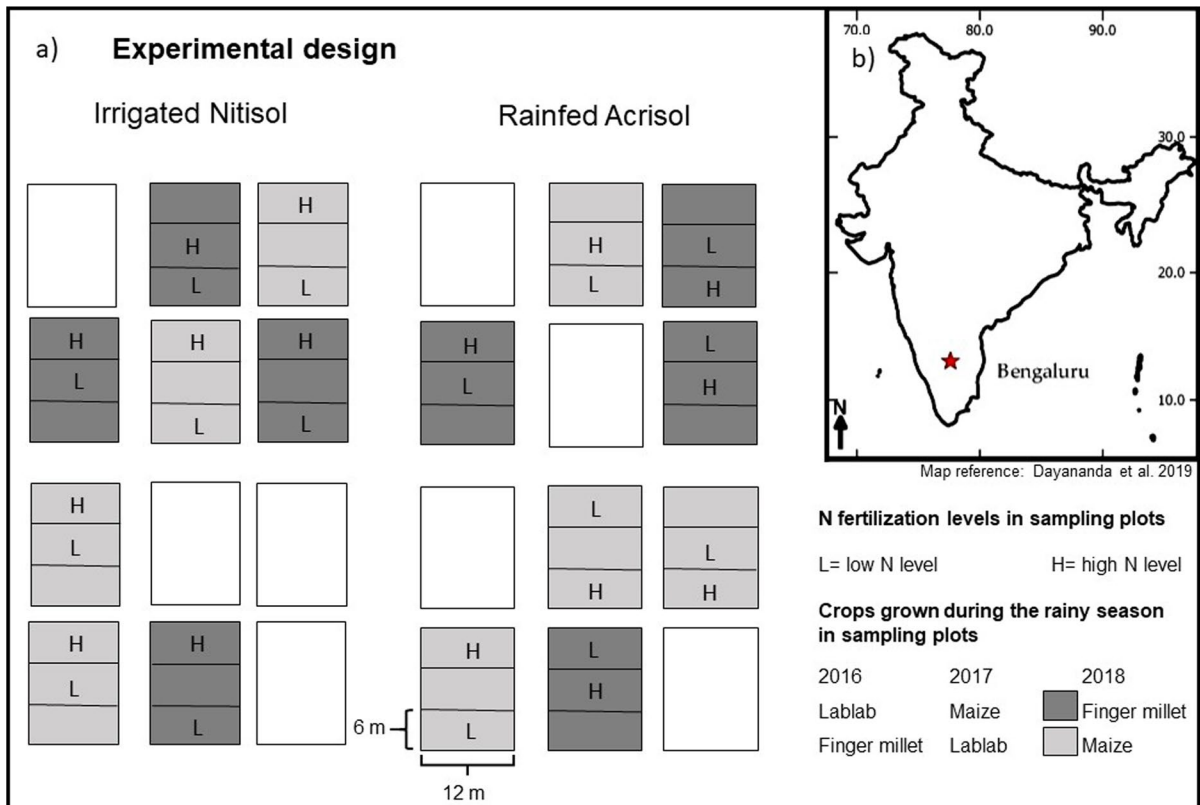 a) Experimental design
Irrigated Nitisol
Rainfed Acrisol
H
H
L
L
H
L
H
L
L
H
H
H
L
L
H
L
H
L
L
H
H
L
L
H
L
H
H
L
L
H
L
H
L
H
L
H
L
H
L
6 m
12 m
b)
70.0 80.0 90.0
30.0
20.0
10.0
Bengaluru
N
Map reference: Dayananda et al. 2019
N fertilization levels in sampling plots
L= low N level H= high N level
Crops grown during the rainy season
in sampling plots
2016 2017 2018
Lablab Maize Finger millet
Finger millet Lablab Maize